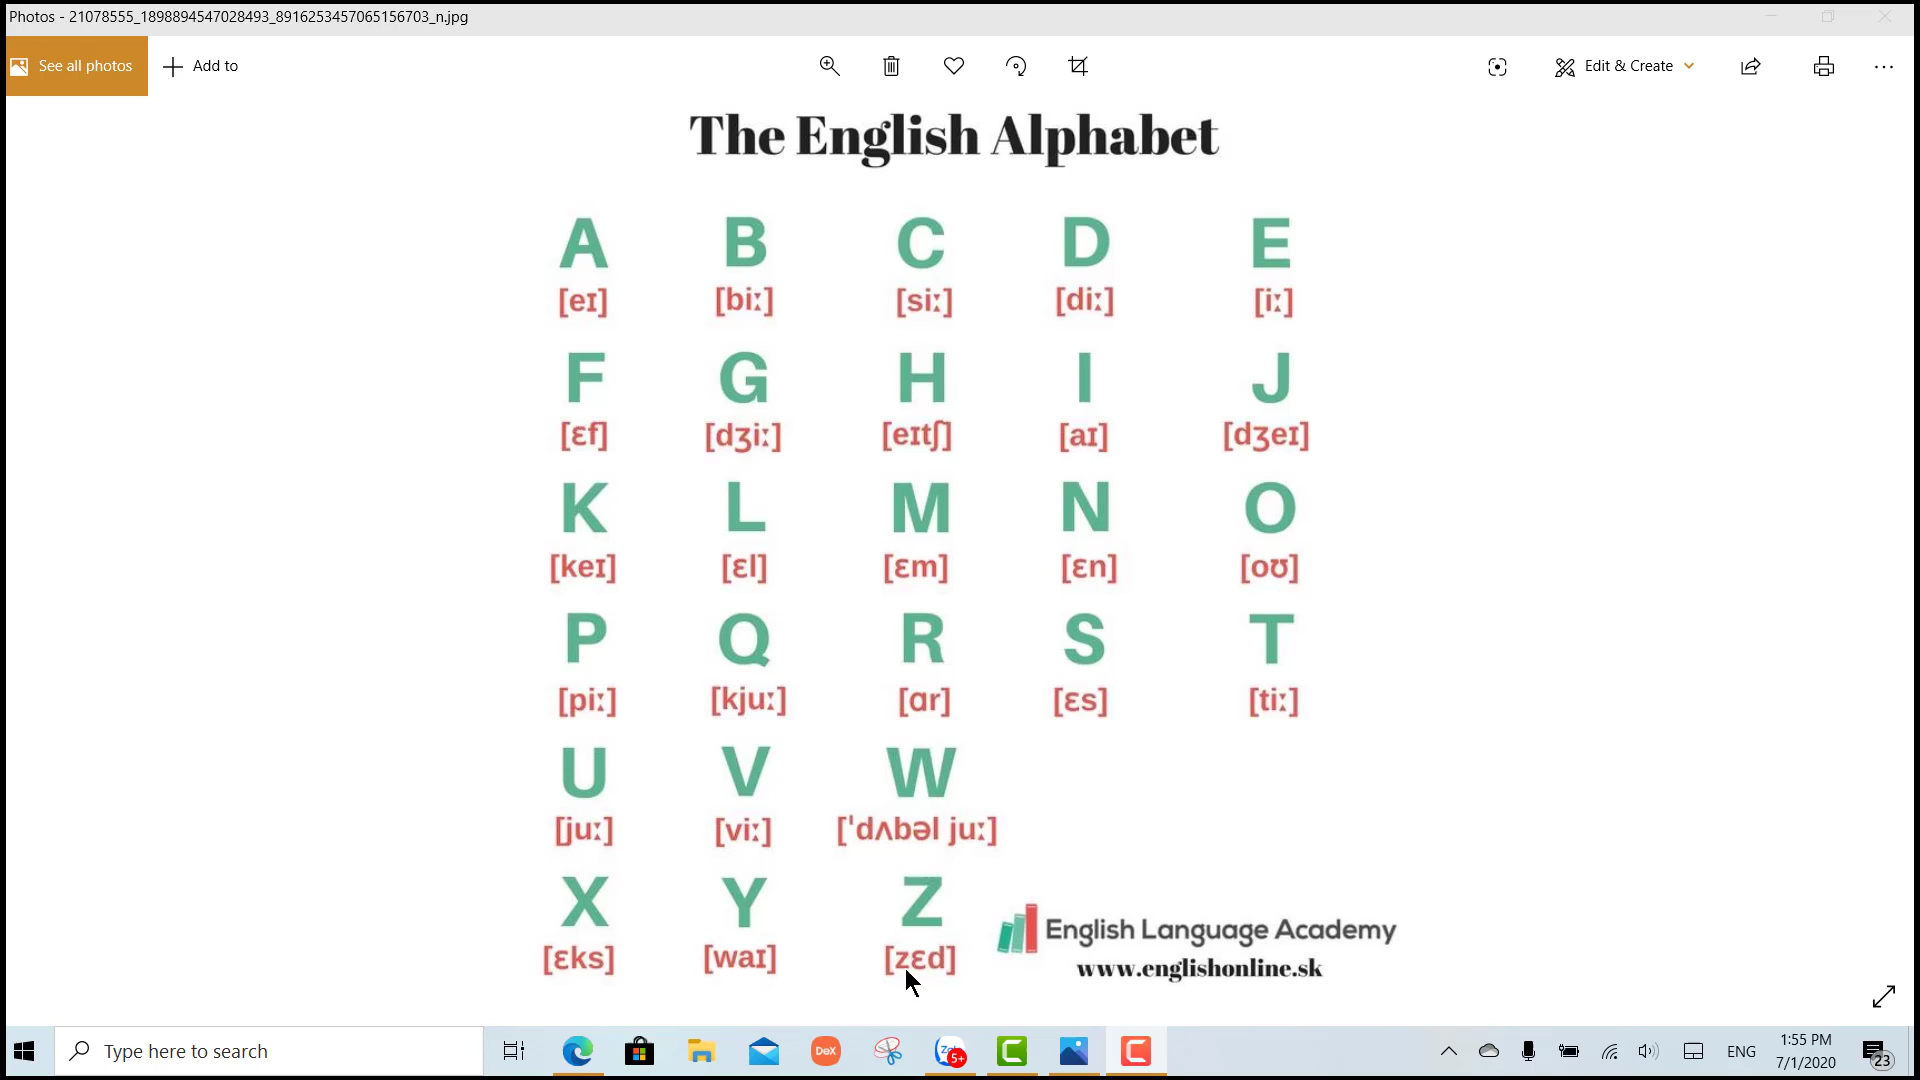 Photos - 21078555_1898894547028493_8916253457065156703_n.jpg
See all photos Add to Edit & Create
The English Alphabet
A B C D E
[eɪ] [biː] [siː] [diː] [iː]
F G H I J
[ɛf] [dʒiː] [eɪtʃ] [aɪ] [dʒeɪ]
K L M N O
[keɪ] [ɛl] [ɛm] [ɛn] [oʊ]
P Q R S T
[piː] [kjuː] [ɑr] [ɛs] [tiː]
U V W
[juː] [viː] [ˈdʌbəl juː]
X Y Z
[ɛks] [waɪ] [zɛd]
English Language Academy
www.englishonline.sk
Type here to search DeX 5+ ENG 1:55 PM
7/1/2020 23